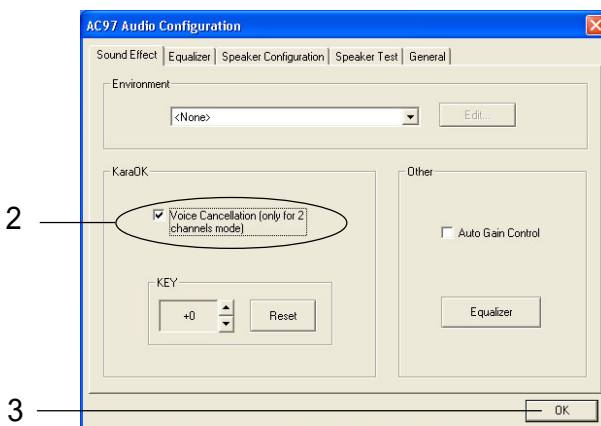 AC97 Audio Configuration
Sound Effect Equalizer Speaker Configuration Speaker Test General
Environment
<None>
Edit...
KaraOK
Other
2
Voice Cancellation (only for 2
channels mode)
Auto Gain Control
KEY
+0
Reset
Equalizer
3
OK